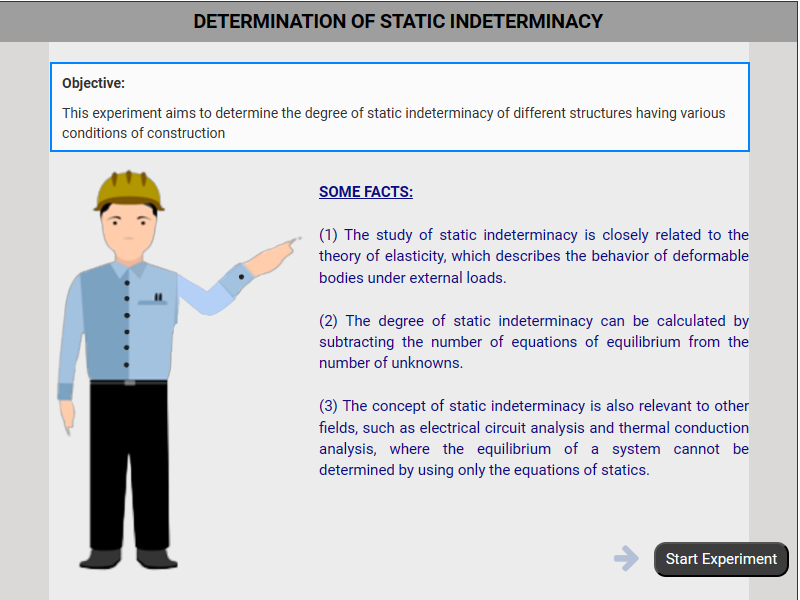 DETERMINATION OF STATIC INDETERMINACY
Objective:
This experiment aims to determine the degree of static indeterminacy of different structures having various
conditions of construction
SOME FACTS:
(1) The study of static indeterminacy is closely related to the
theory of elasticity, which describes the behavior of deformable
bodies under external loads.
(2) The degree of static indeterminacy can be calculated by
subtracting the number of equations of equilibrium from the
number of unknowns.
(3) The concept of static indeterminacy is also relevant to other
fields, such as electrical circuit analysis and thermal conduction
analysis, where the equilibrium of a system cannot be
determined by using only the equations of statics.
Start Experiment